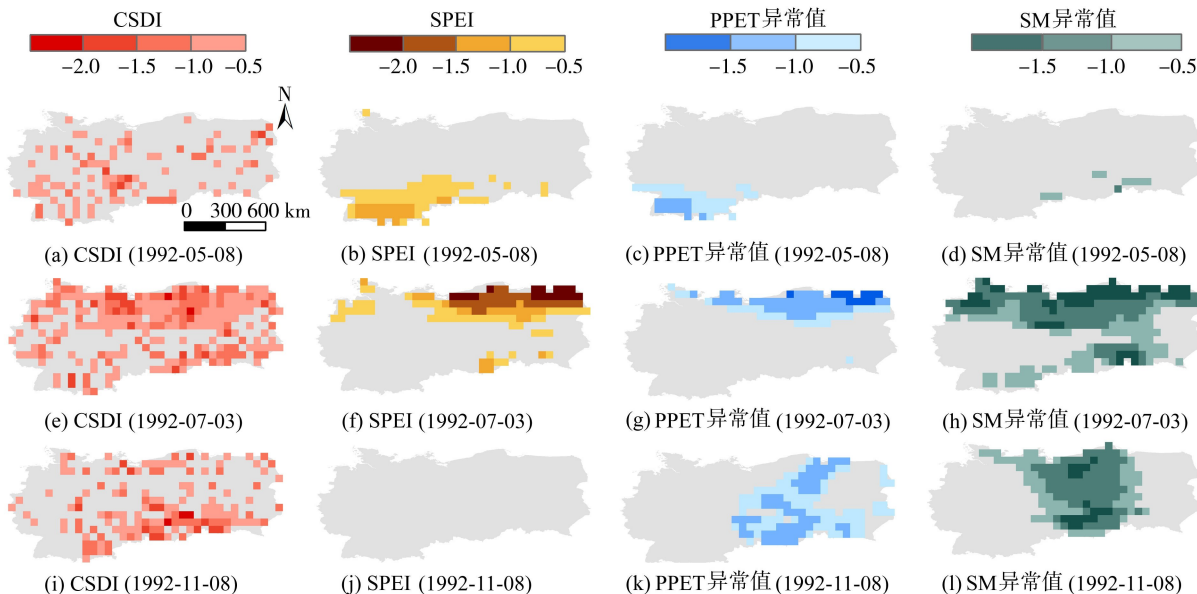 CSDI SPEI PPET异常值 SM异常值
−2.0 −1.5 −1.0 −0.5 −2.0 −1.5 −1.0 −0.5 −1.5 −1.0 −0.5 −1.5 −1.0 −0.5
N
0 300 600 km
(a) CSDI (1992-05-08) (b) SPEI (1992-05-08) (c) PPET异常值 (1992-05-08) (d) SM异常值 (1992-05-08)
(e) CSDI (1992-07-03) (f) SPEI (1992-07-03) (g) PPET异常值 (1992-07-03) (h) SM异常值 (1992-07-03)
(i) CSDI (1992-11-08) (j) SPEI (1992-11-08) (k) PPET异常值 (1992-11-08) (l) SM异常值 (1992-11-08)